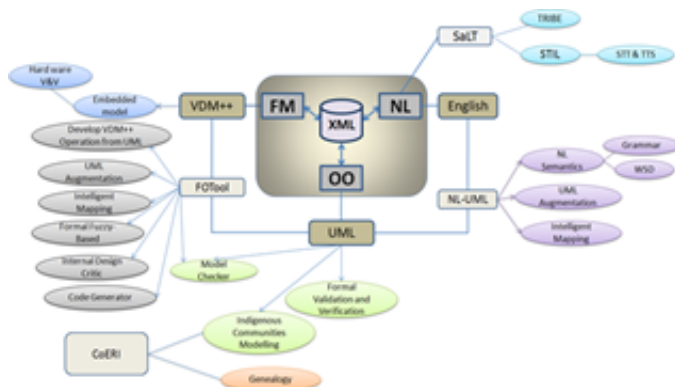 TRIBE
SaLT
STIL
STT & TTS
Hard ware
V&V
Embedded
model
VDM++
FM
XML
NL
English
Develop VDM++
Operation from UML
UML
Augmentation
Intelligent
Mapping
Formal Fuzzy-
Based
Internal Design
Critic
Code Generator
FOTool
OO
UML
NL-UML
NL
Semantics
Grammar
WSD
UML
Augmentation
Intelligent
Mapping
Model
Checker
Formal
Validation and
Verification
Indigenous
Communities
Modelling
CoERI
Genealogy